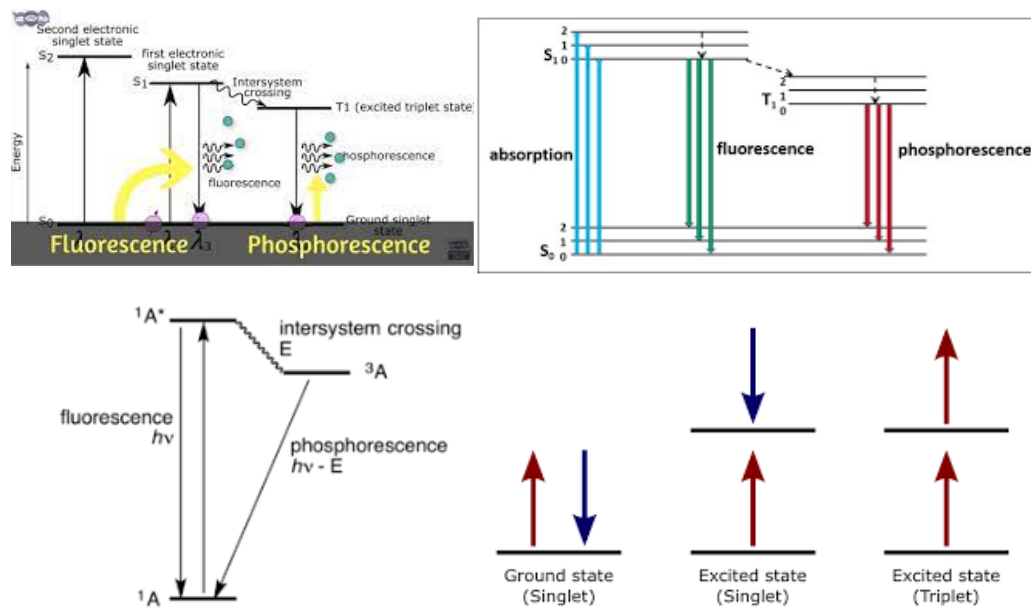 Second electronic
singlet state
S2
first electronic
singlet state
S1
Intersystem
crossing
T1 (excited triplet state)
Energy
phosphorescence
fluorescence
S0
Ground singlet
state
λ3
Fluorescence
Phosphorescence
2
1
S1 0
2
1
T1 0
absorption
fluorescence
phosphorescence
2
1
S0 0
1A*
intersystem crossing
E
3A
fluorescence
hν
phosphorescence
hν - E
1A
Ground state
(Singlet)
Excited state
(Singlet)
Excited state
(Triplet)